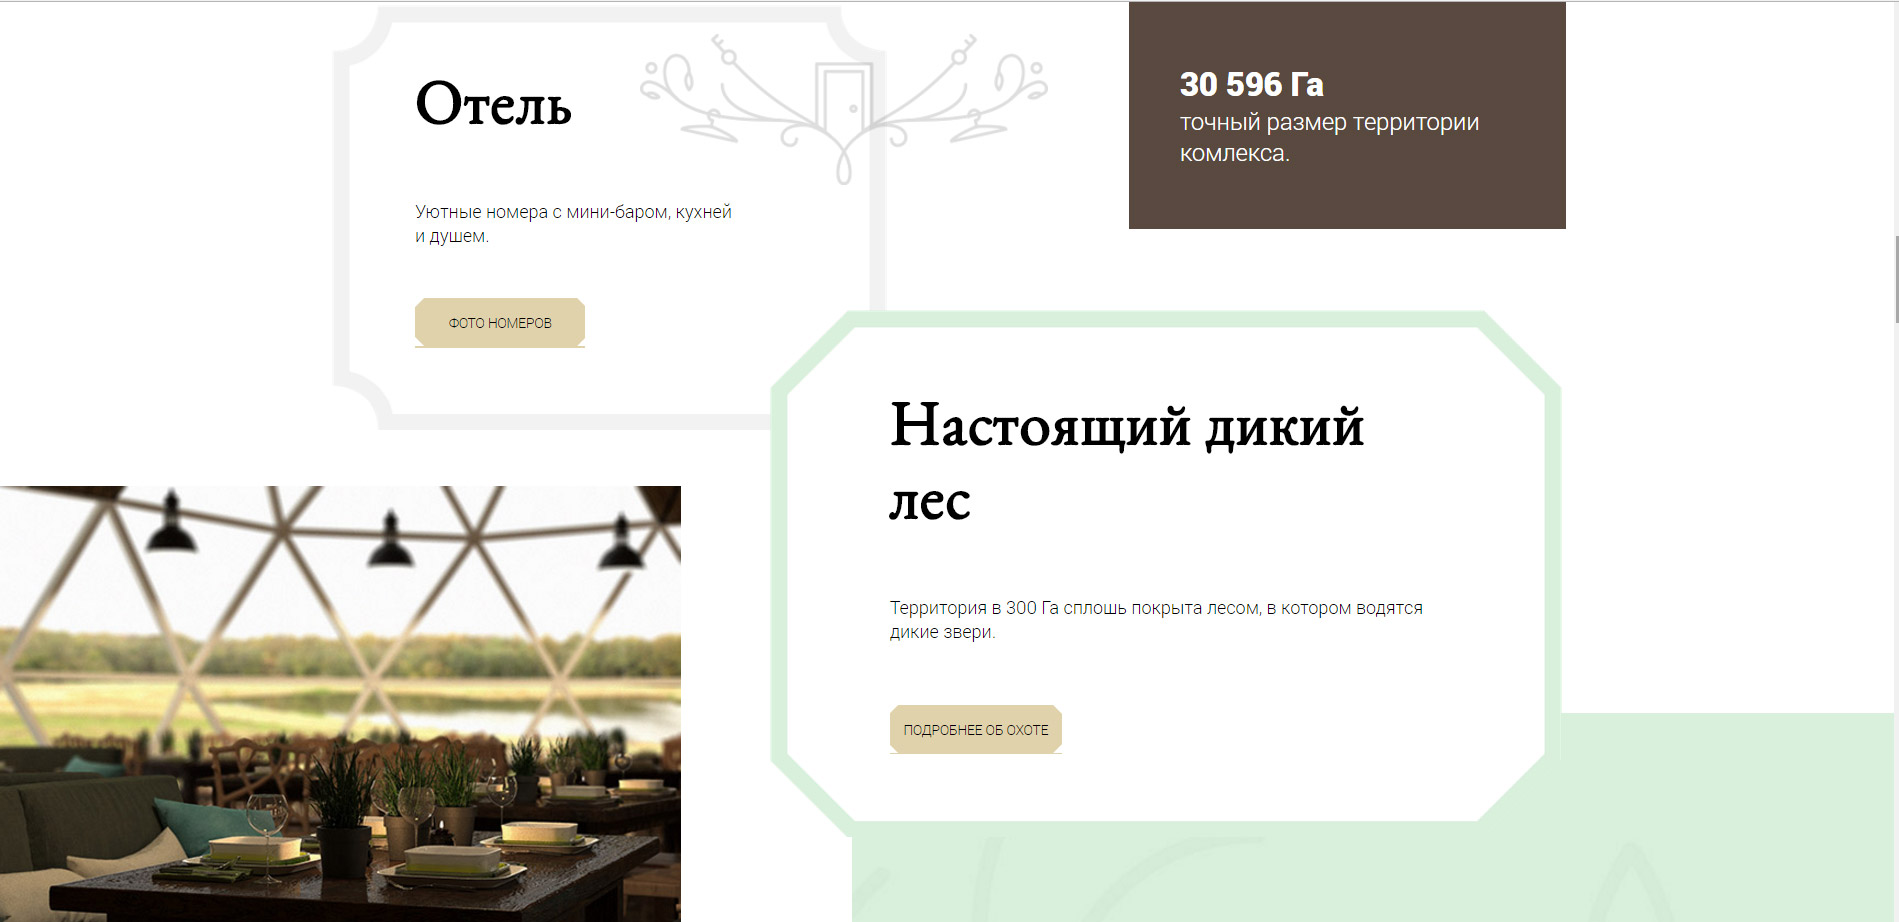 Отель
Уютные номера с мини-баром, кухней
и душем.
ФОТО НОМЕРОВ
30 596 Га
точный размер территории
комлекса.
Настоящий дикий
лес
Территория в 300 Га сплошь покрыта лесом, в котором водятся
дикие звери.
ПОДРОБНЕЕ ОБ ОХОТЕ